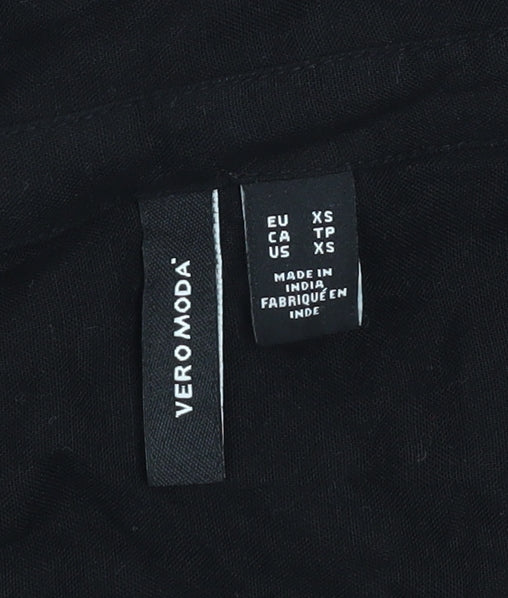 VERO MODA
EU XS
CA TP
US XS
MADE IN
INDIA
FABRIQUÉ EN
INDE